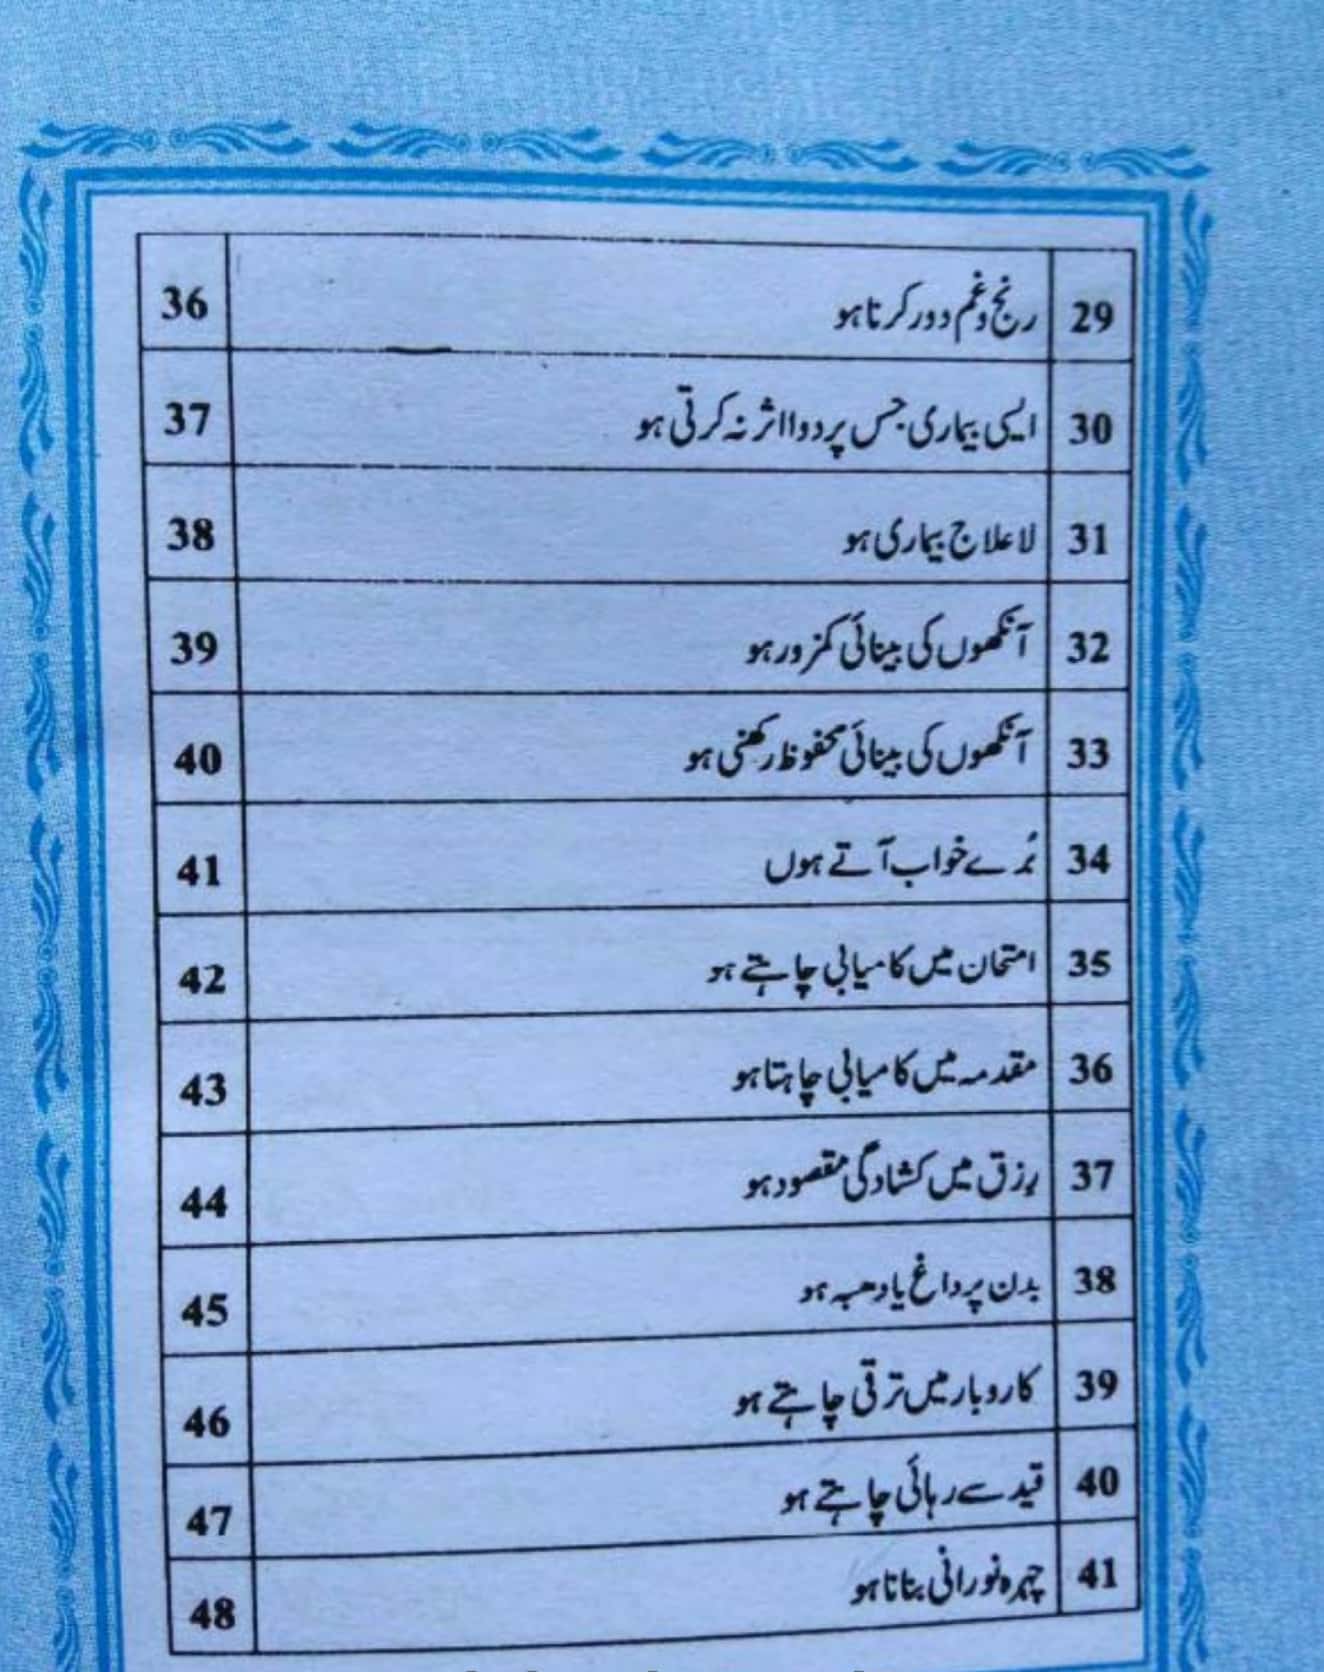 29 رنج و غم دور کرنا ہو 36
30 ایسی بیماری جس پر دوا اثر نہ کرتی ہو 37
31 لاعلاج بیماری ہو 38
32 آنکھوں کی بینائی کمزور ہو 39
33 آنکھوں کی بینائی محفوظ رکھنی ہو 40
34 بُرے خواب آتے ہوں 41
35 امتحان میں کامیابی چاہتے ہو 42
36 مقدمہ میں کامیابی چاہتا ہو 43
37 رِزق میں کشادگی مقصود ہو 44
38 بدن پر داغ یا دھبہ ہو 45
39 کاروبار میں ترقی چاہتے ہو 46
40 قید سے رہائی چاہتے ہو 47
41 چہرہ نورانی بنانا ہو 48